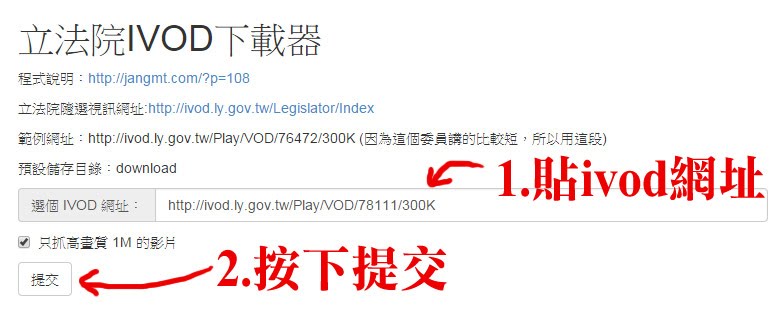 立法院IVOD下載器
程式說明：http://jangmt.com/?p=108
立法院隨選視訊網址:http://ivod.ly.gov.tw/Legislator/Index
範例網址：http://ivod.ly.gov.tw/Play/VOD/76472/300K (因為這個委員講的比較短，所以用這段)
預設儲存目錄：download
1.貼ivod網址
選個 IVOD 網址： http://ivod.ly.gov.tw/Play/VOD/78111/300K
只抓高畫質 1M 的影片
2.按下提交
提交